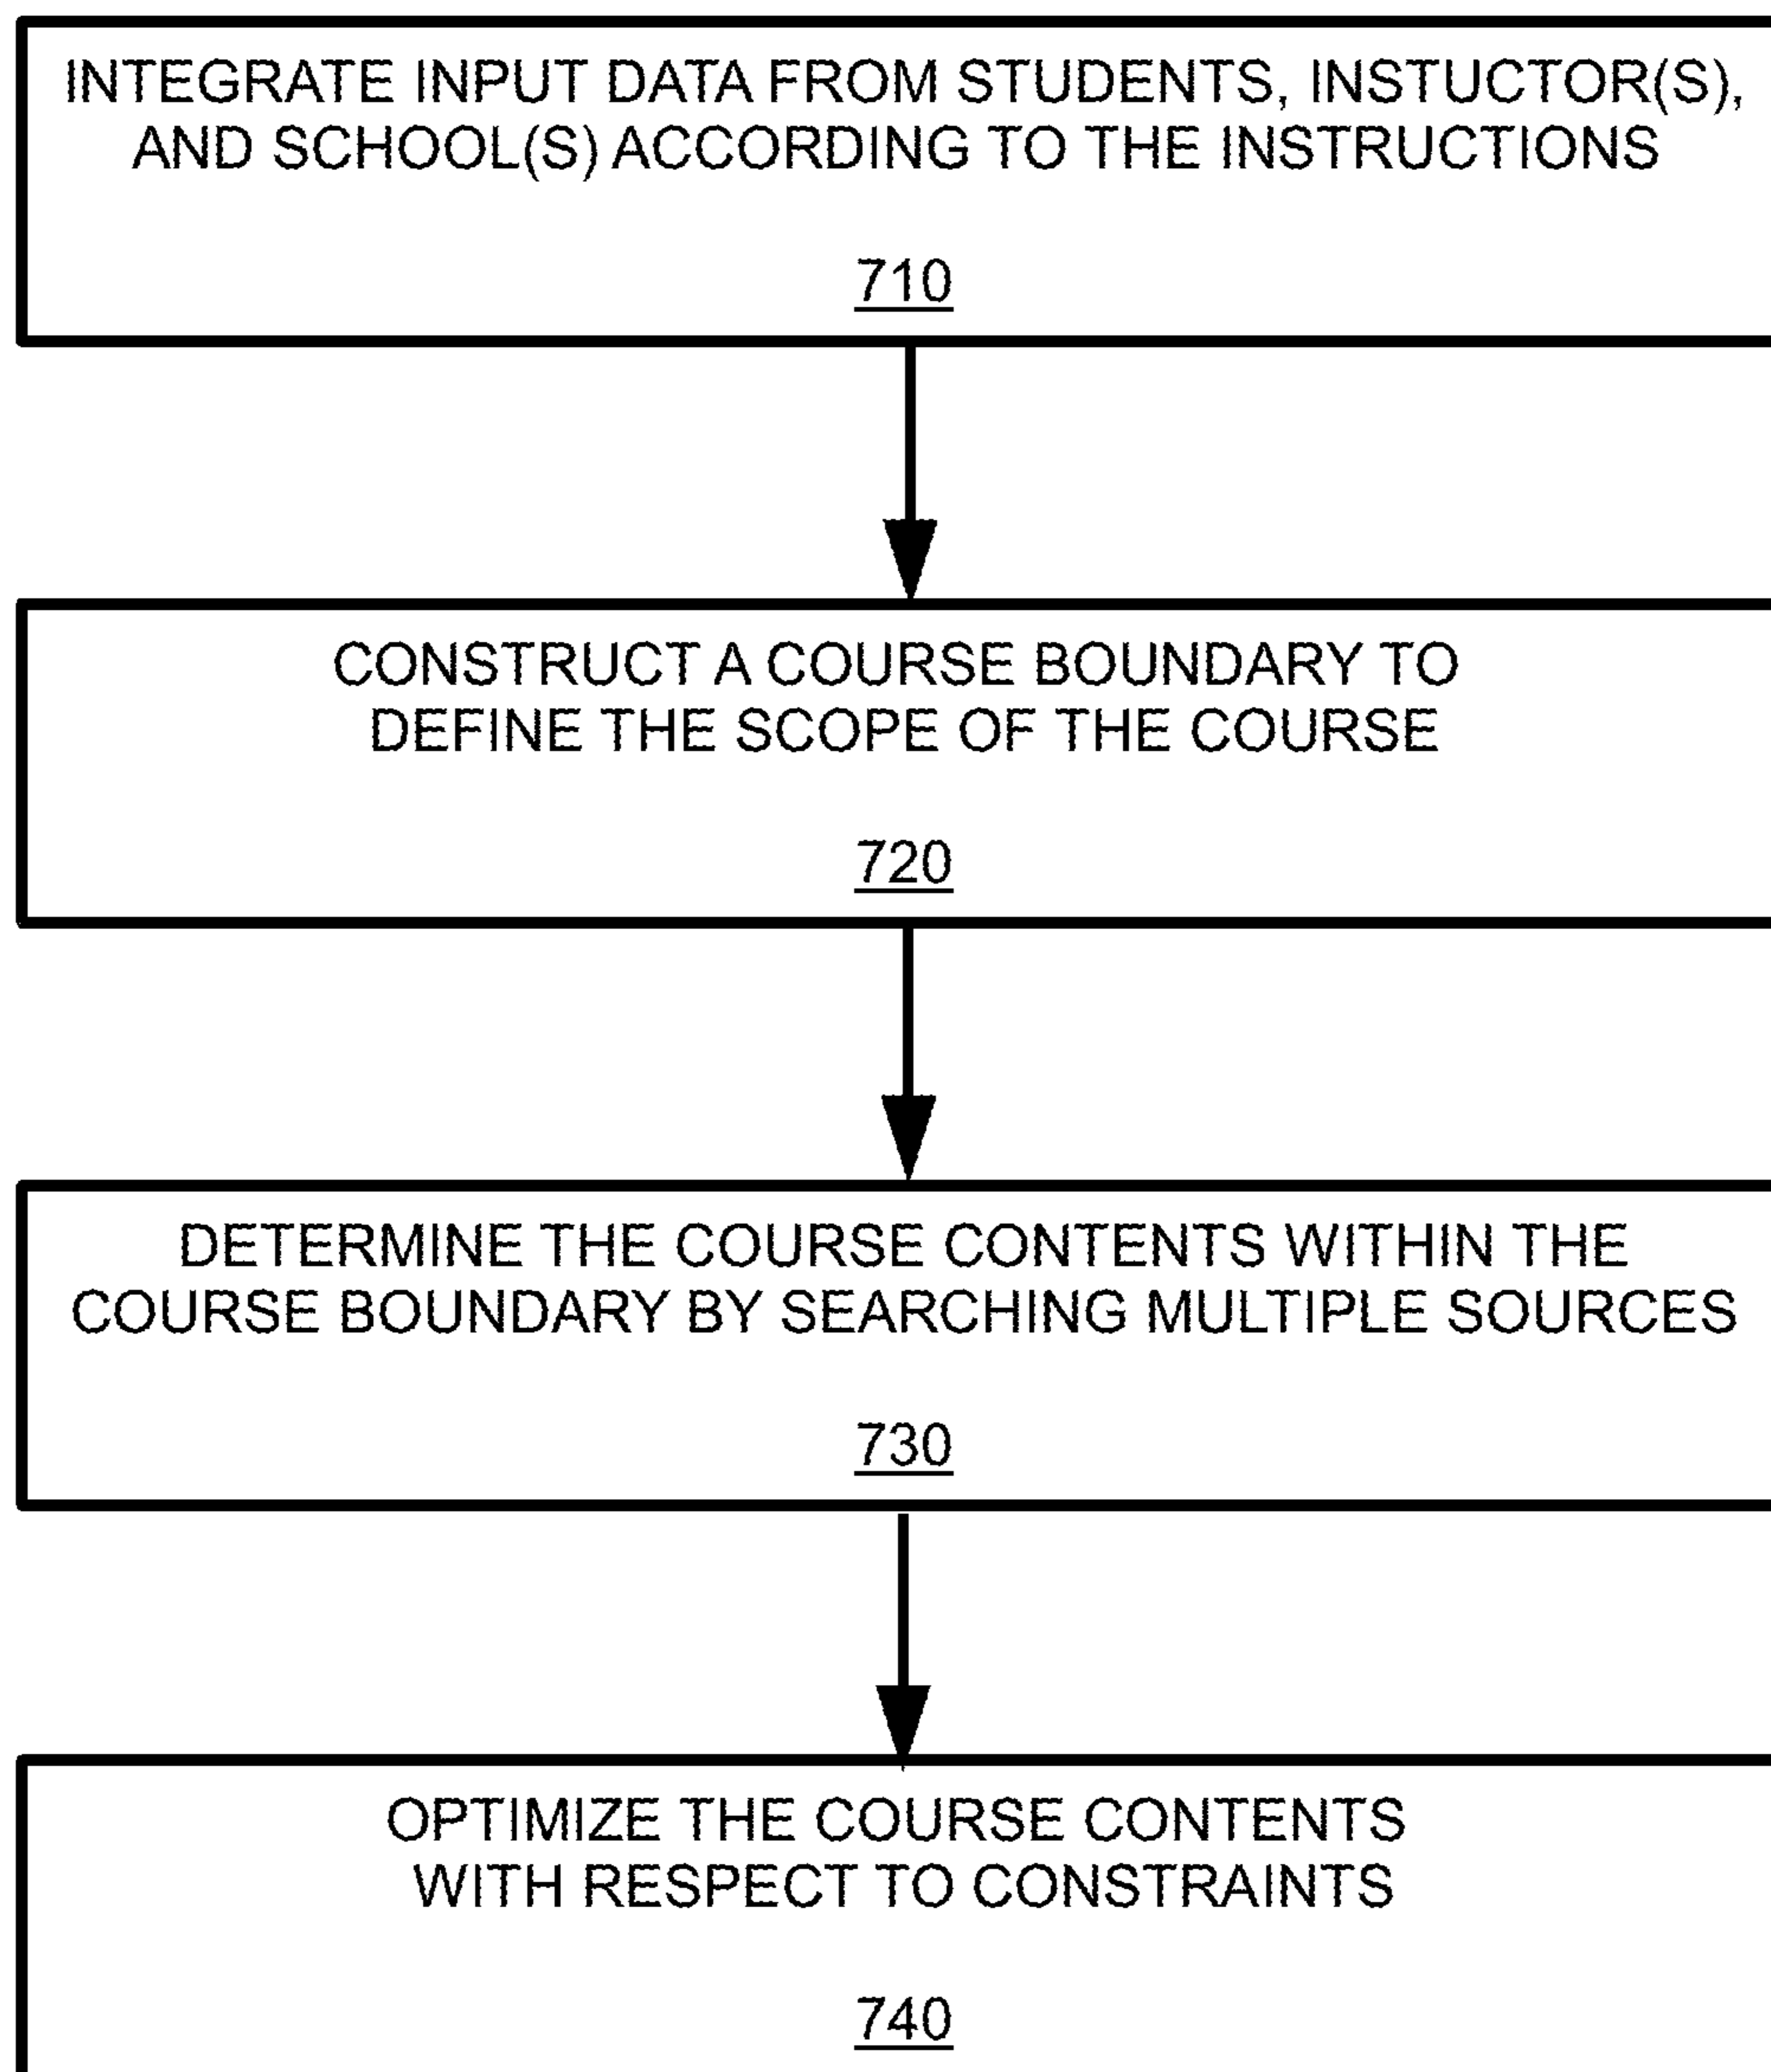 INTEGRATE INPUT DATA FROM STUDENTS, INSTUCTOR(S),
AND SCHOOL(S) ACCORDING TO THE INSTRUCTIONS
710
CONSTRUCT A COURSE BOUNDARY TO
DEFINE THE SCOPE OF THE COURSE
720
DETERMINE THE COURSE CONTENTS WITHIN THE
COURSE BOUNDARY BY SEARCHING MULTIPLE SOURCES
730
OPTIMIZE THE COURSE CONTENTS
WITH RESPECT TO CONSTRAINTS
740